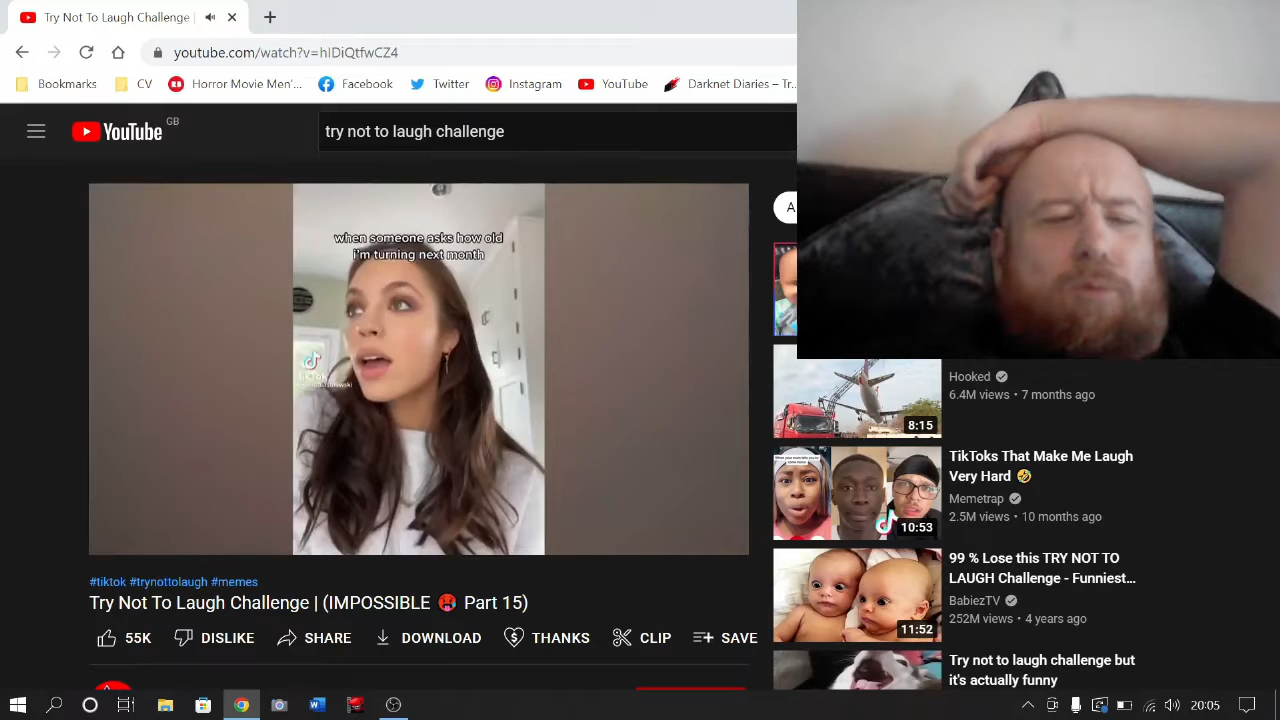 Try Not To Laugh Challenge |
youtube.com/watch?v=hIDiQtfwCZ4
Bookmarks
CV
Horror Movie Men'...
Facebook
Twitter
Instagram
YouTube
Darknet Diaries – Tr...
YouTube GB
try not to laugh challenge
A
when someone asks how old
i'm turning next month
TikTok
Hooked
6.4M views • 7 months ago
8:15
TikToks That Make Me Laugh
Very Hard 🤣
Memetrap
2.5M views • 10 months ago
10:53
99 % Lose this TRY NOT TO
LAUGH Challenge - Funniest...
BabiezTV
252M views • 4 years ago
11:52
Try not to laugh challenge but
it's actually funny
#tiktok #trynottolaugh #memes
Try Not To Laugh Challenge | (IMPOSSIBLE 🥵 Part 15)
55K
DISLIKE
SHARE
DOWNLOAD
THANKS
CLIP
SAVE
20:05